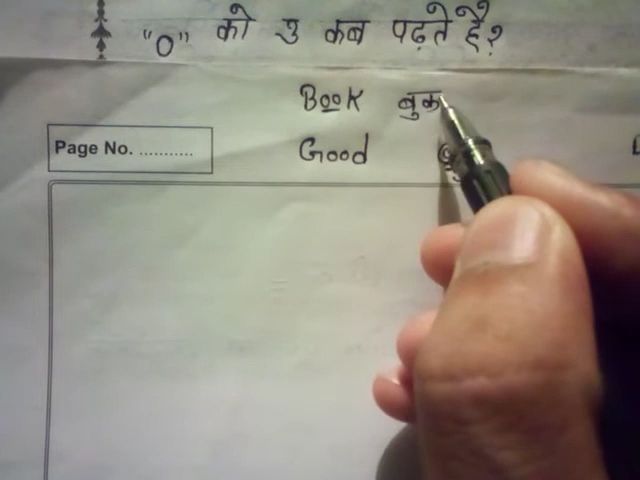 "O" को उ कब पढ़ते है?
Book बुक
Page No. ...........
Good